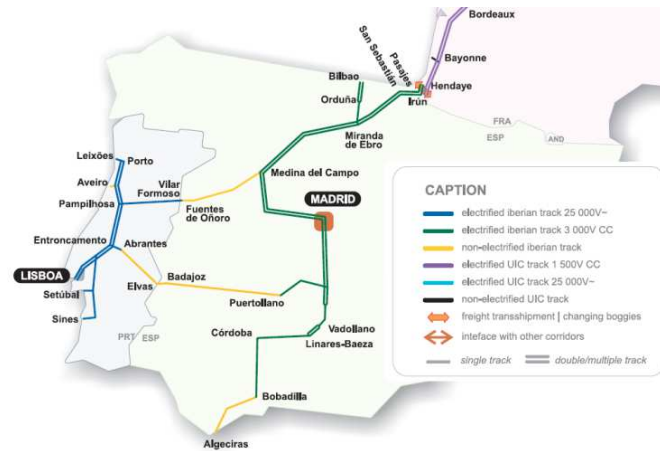 Bordeaux
Bayonne
Pasajes
San Sebastián
Hendaye
Irún
Bilbao
Orduña
Miranda
de Ebro
FRA
ESP
AND
Leixões
Porto
Aveiro
Vilar
Formoso
Medina del Campo
Pampilhosa
Fuentes
de Oñoro
MADRID
Entroncamento
Abrantes
LISBOA
Badajoz
Elvas
Setúbal
Puertollano
Sines
PRT
ESP
Córdoba
Vadollano
Linares-Baeza
Bobadilla
Algeciras
CAPTION
electrified iberian track 25 000V~
electrified iberian track 3 000V CC
non-electrified iberian track
electrified UIC track 1 500V CC
electrified UIC track 25 000V~
non-electrified UIC track
freight transshipment | changing boggies
inteface with other corridors
single track
double/multiple track